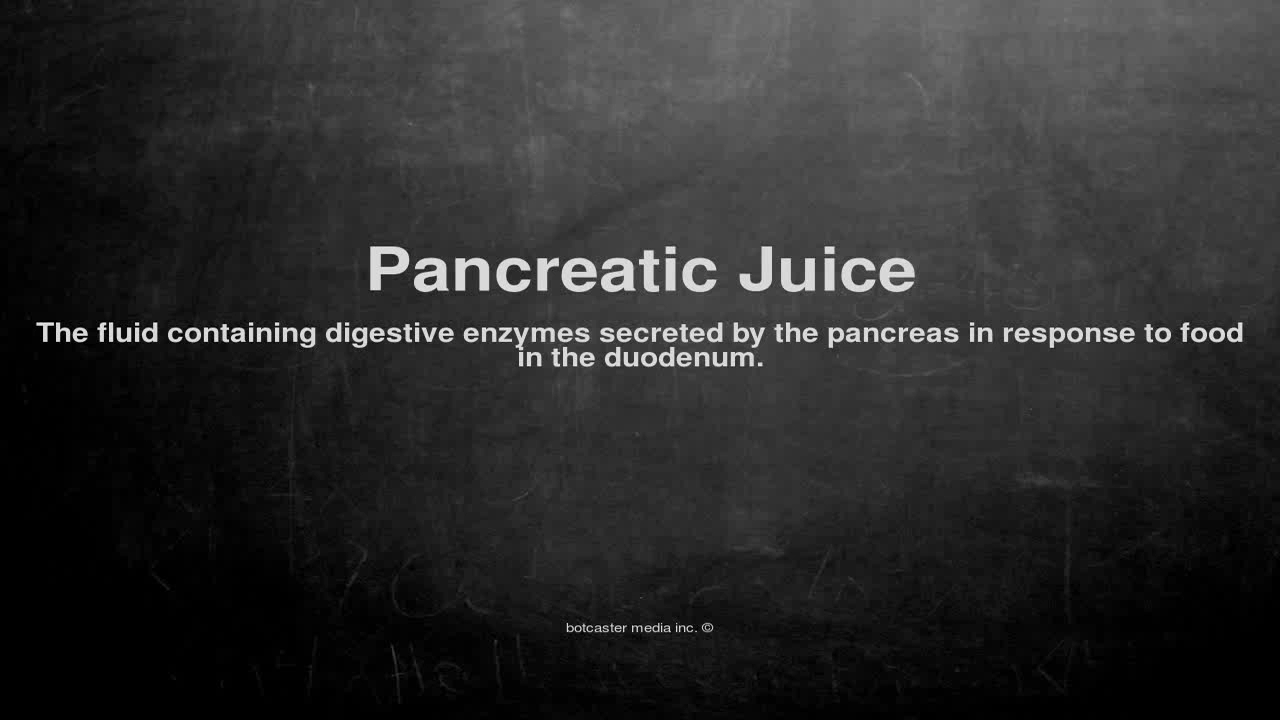 Pancreatic Juice
The fluid containing digestive enzymes secreted by the pancreas in response to food
in the duodenum.
botcaster media inc. ©